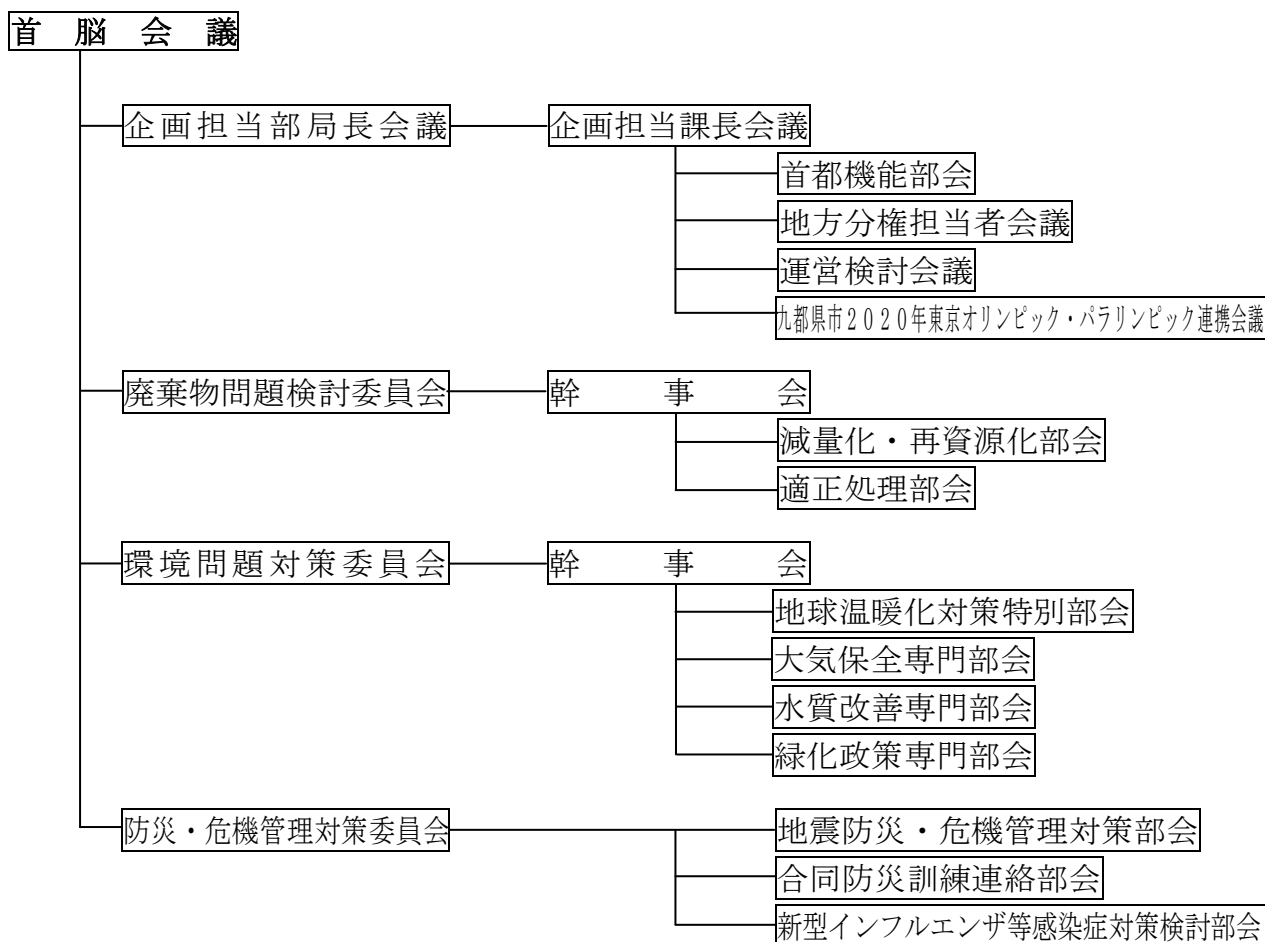 首脳会議
企画担当部局長会議 企画担当課長会議
首都機能部会
地方分権担当者会議
運営検討会議
九都県市2020年東京オリンピック・パラリンピック連携会議
廃棄物問題検討委員会 幹事会
減量化・再資源化部会
適正処理部会
環境問題対策委員会 幹事会
地球温暖化対策特別部会
大気保全専門部会
水質改善専門部会
緑化政策専門部会
防災・危機管理対策委員会 地震防災・危機管理対策部会
合同防災訓練連絡部会
新型インフルエンザ等感染症対策検討部会